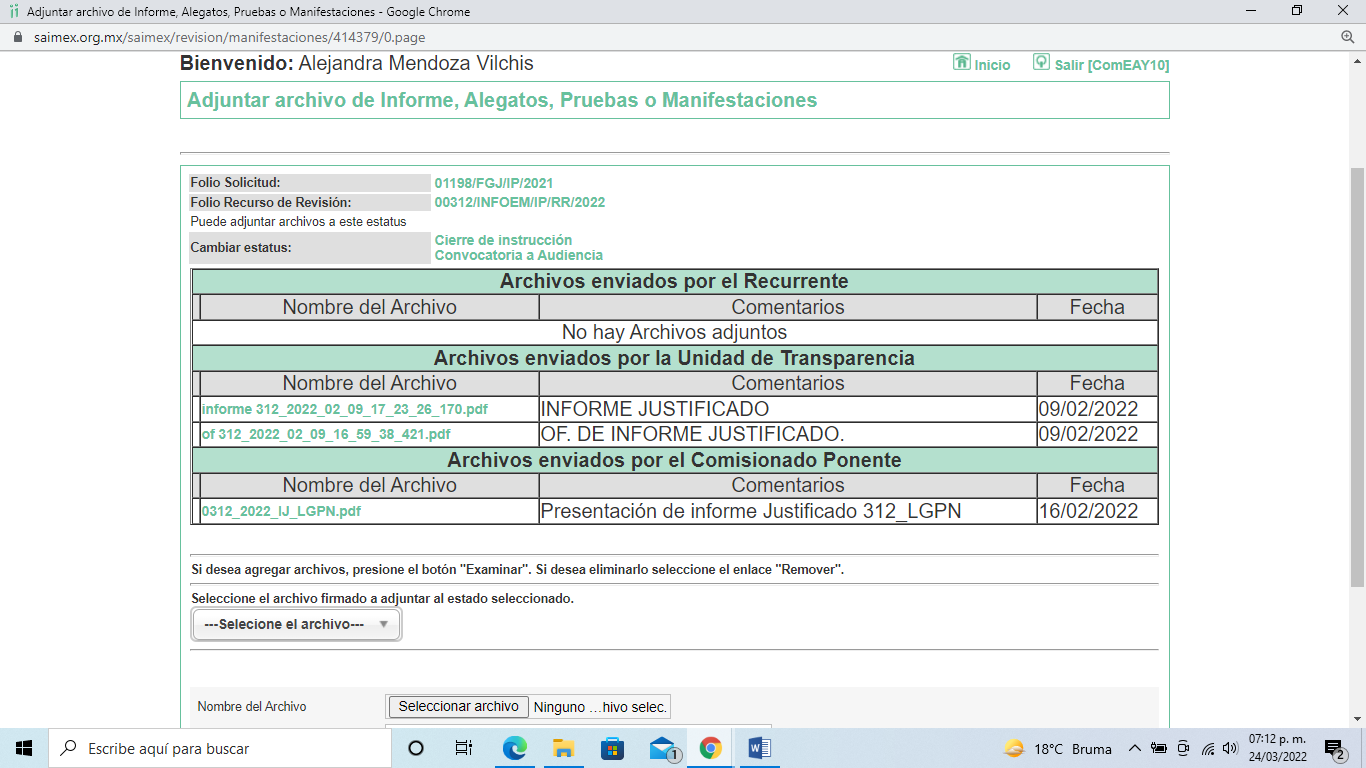 Adjuntar archivo de Informe, Alegatos, Pruebas o Manifestaciones - Google Chrome
saimex.org.mx/saimex/revision/manifestaciones/414379/0.page
Bienvenido: Alejandra Mendoza Vilchis
Inicio
Salir [ComEAY10]
Adjuntar archivo de Informe, Alegatos, Pruebas o Manifestaciones
Folio Solicitud: 01198/FGJ/IP/2021
Folio Recurso de Revisión: 00312/INFOEM/IP/RR/2022
Puede adjuntar archivos a este estatus
Cambiar estatus: Cierre de instrucción
Convocatoria a Audiencia
Archivos enviados por el Recurrente
Nombre del Archivo Comentarios Fecha
No hay Archivos adjuntos
Archivos enviados por la Unidad de Transparencia
Nombre del Archivo Comentarios Fecha
informe 312_2022_02_09_17_23_26_170.pdf INFORME JUSTIFICADO 09/02/2022
of 312_2022_02_09_16_59_38_421.pdf OF. DE INFORME JUSTIFICADO. 09/02/2022
Archivos enviados por el Comisionado Ponente
Nombre del Archivo Comentarios Fecha
0312_2022_IJ_LGPN.pdf Presentación de informe Justificado 312_LGPN 16/02/2022
Si desea agregar archivos, presione el botón "Examinar". Si desea eliminarlo seleccione el enlace "Remover".
Seleccione el archivo firmado a adjuntar al estado seleccionado.
---Selecione el archivo---
Nombre del Archivo Seleccionar archivo Ninguno ...hivo selec.
Escribe aquí para buscar
1
18°C Bruma
07:12 p. m.
24/03/2022
2